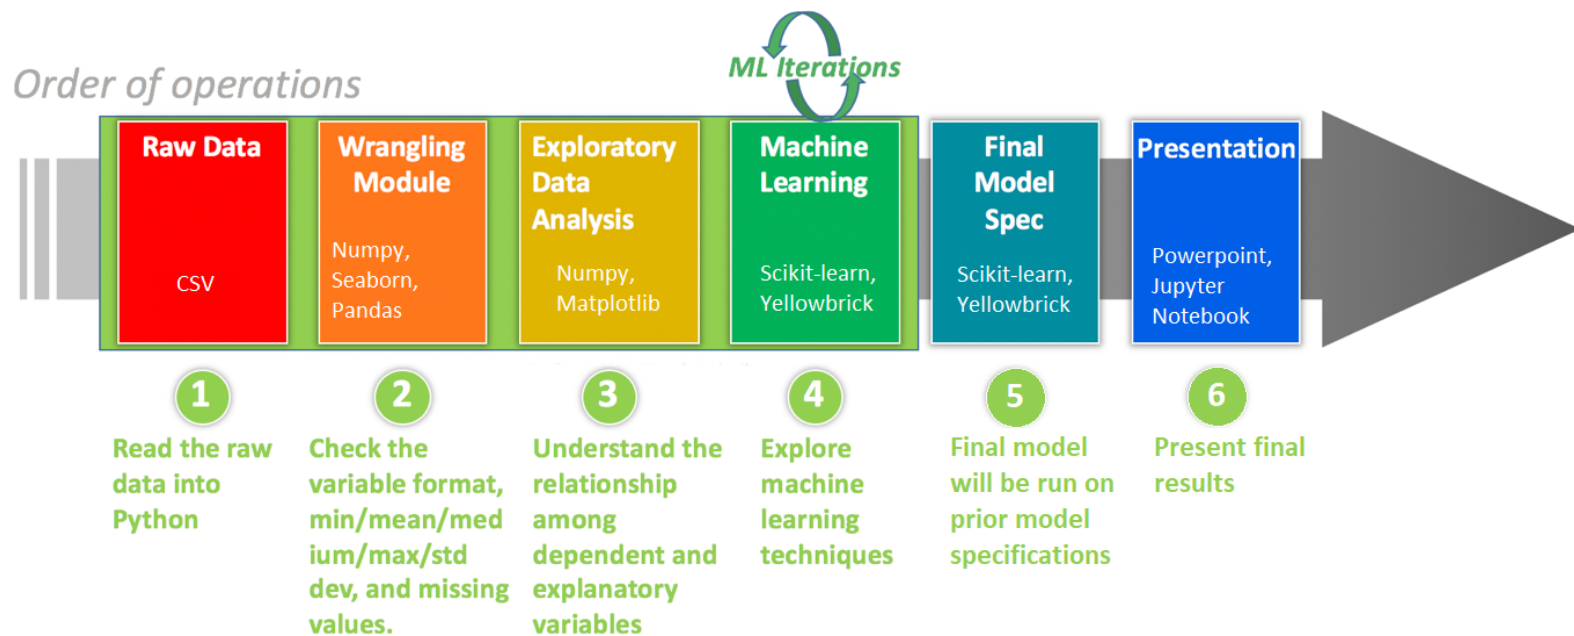 Order of operations
ML Iterations
Raw Data
CSV
Wrangling
Module
Numpy,
Seaborn,
Pandas
Exploratory
Data
Analysis
Numpy,
Matplotlib
Machine
Learning
Scikit-learn,
Yellowbrick
Final
Model
Spec
Scikit-learn,
Yellowbrick
Presentation
Powerpoint,
Jupyter
Notebook
1
Read the raw
data into
Python
2
Check the
variable format,
min/mean/med
ium/max/std
dev, and missing
values.
3
Understand the
relationship
among
dependent and
explanatory
variables
4
Explore
machine
learning
techniques
5
Final model
will be run on
prior model
specifications
6
Present final
results